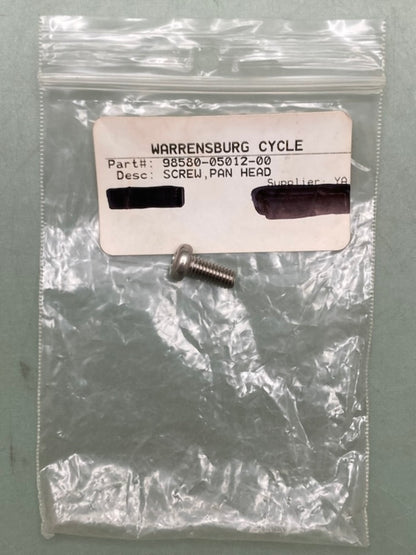 WARRENSBURG CYCLE
Part#: 98580-05012-00
Desc: SCREW,PAN HEAD
Supplier: YA